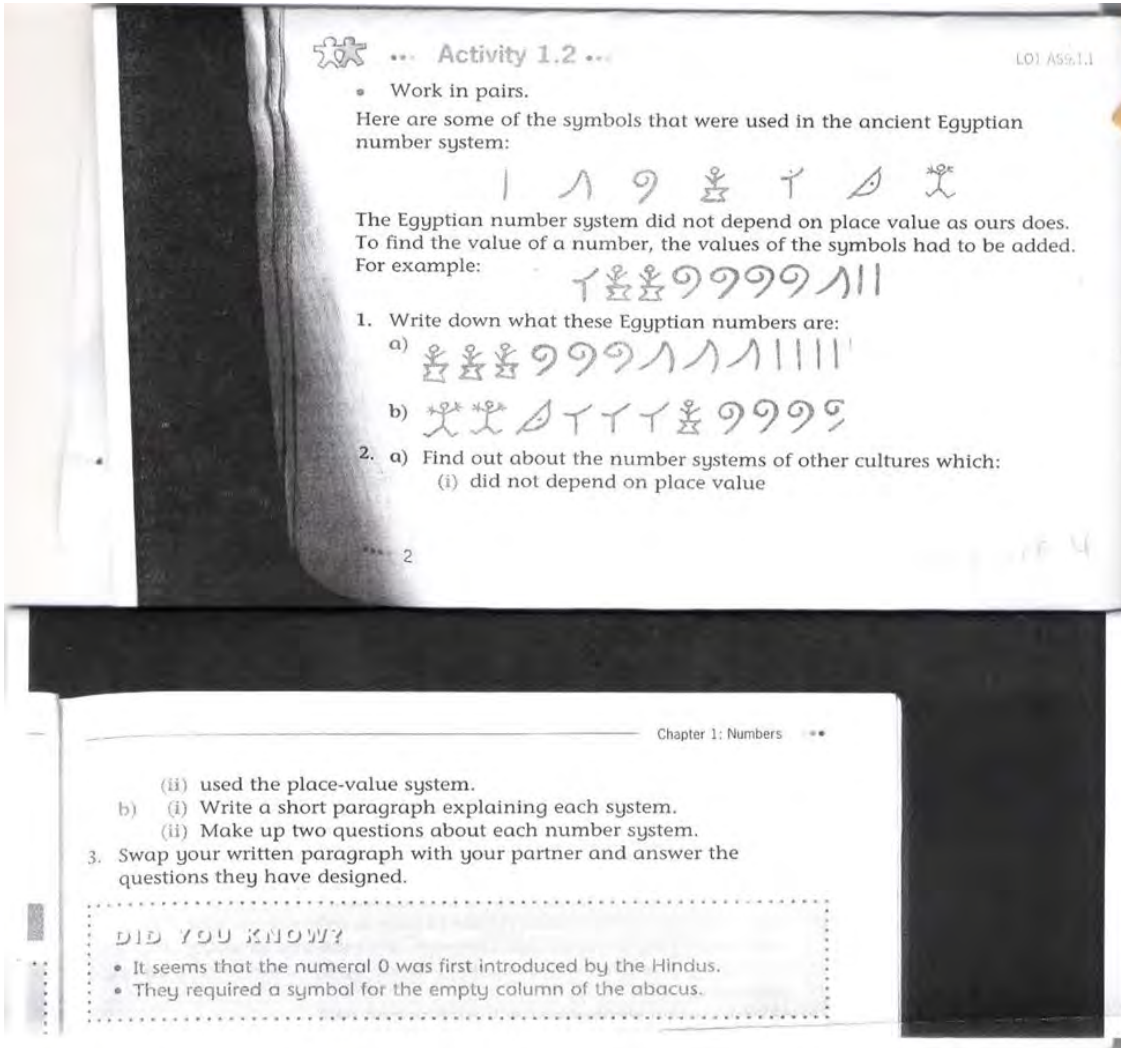 Activity 1.2
LO1 AS9.1.1
• Work in pairs.
Here are some of the symbols that were used in the ancient Egyptian
number system:
The Egyptian number system did not depend on place value as ours does.
To find the value of a number, the values of the symbols had to be added.
For example:
1. Write down what these Egyptian numbers are:
a)
b)
2. a) Find out about the number systems of other cultures which:
(i) did not depend on place value
2
Chapter 1: Numbers
(ii) used the place-value system.
b) (i) Write a short paragraph explaining each system.
(ii) Make up two questions about each number system.
3. Swap your written paragraph with your partner and answer the
questions they have designed.
DID YOU KNOW?
• It seems that the numeral 0 was first introduced by the Hindus.
• They required a symbol for the empty column of the abacus.